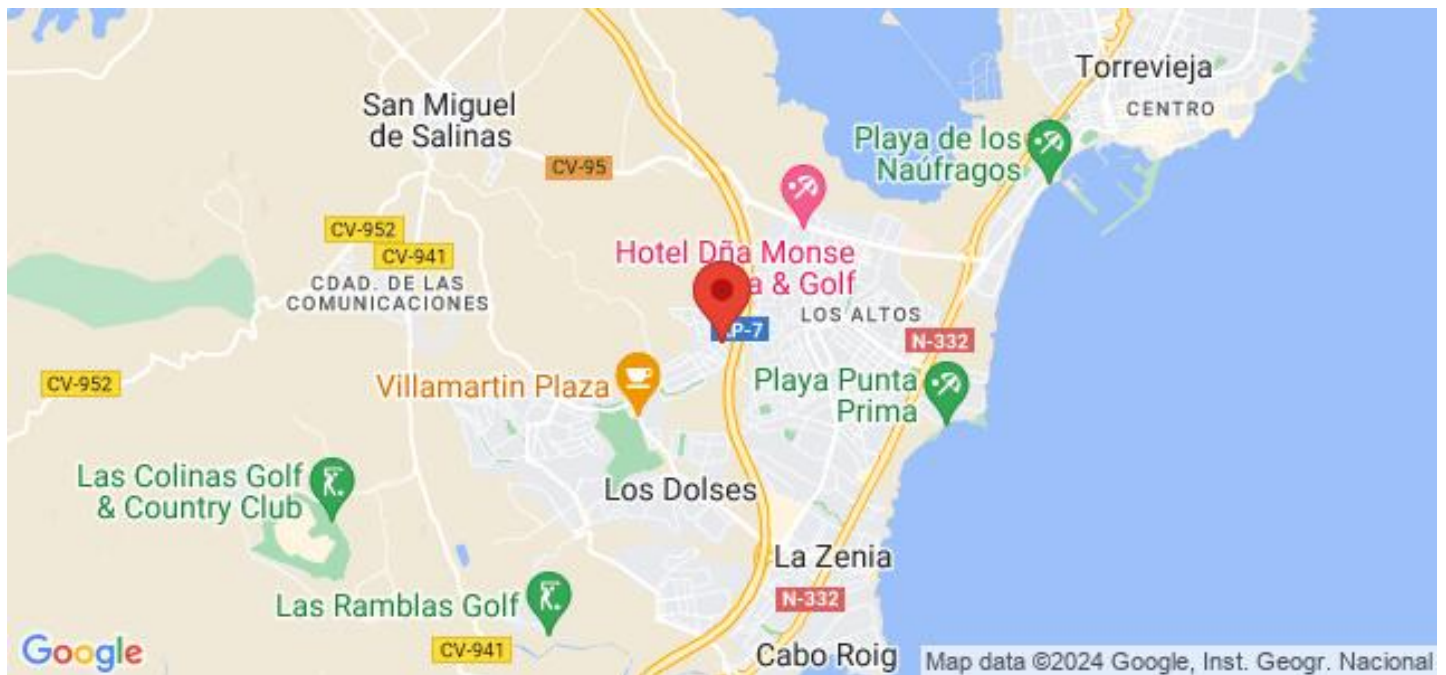 Torrevieja
CENTRO
San Miguel
de Salinas
Playa de los
Naúfragos
CV-95
CV-952
CV-941
Hotel Dña Monse
a & Golf
CDAD. DE LAS
COMUNICACIONES
LOS ALTOS
P-7
N-332
CV-952
Villamartin Plaza
Playa Punta
Prima
Las Colinas Golf
& Country Club
Los Dolses
La Zenia
Las Ramblas Golf
N-332
CV-941
Cabo Roig
Google
Map data ©2024 Google, Inst. Geogr. Nacional